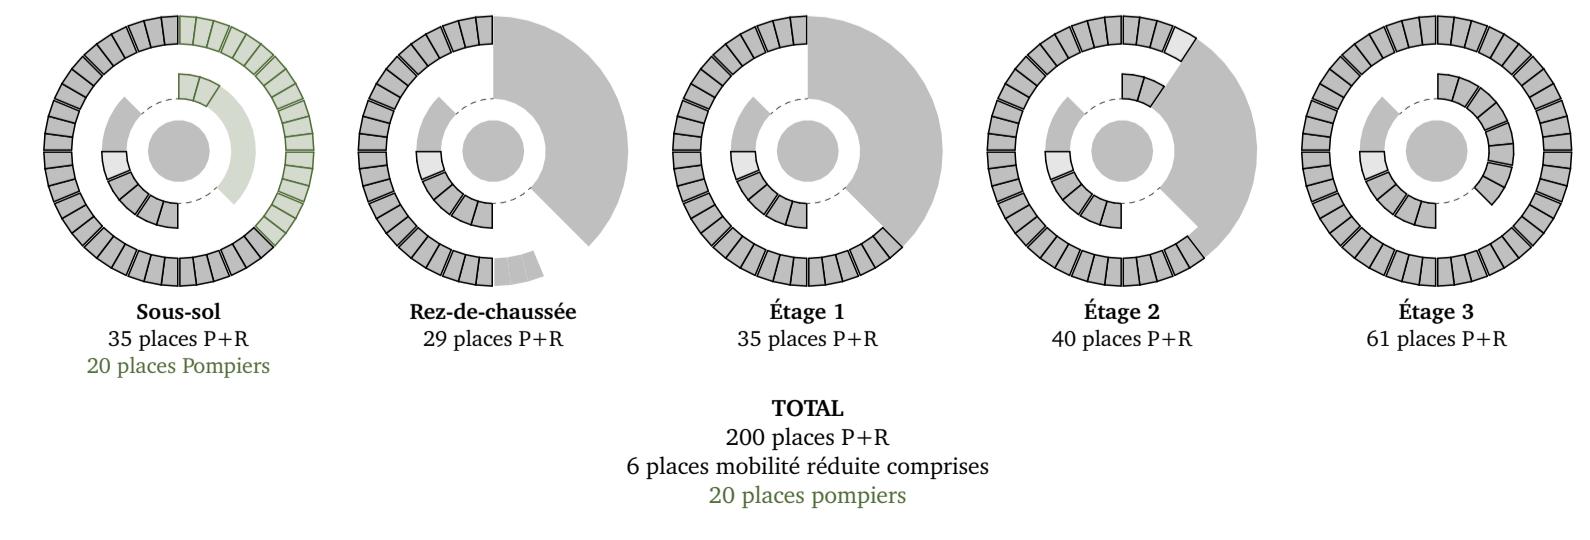 Sous-sol
35 places P+R
20 places Pompiers
Rez-de-chaussée
29 places P+R
Étage 1
35 places P+R
Étage 2
40 places P+R
Étage 3
61 places P+R
TOTAL
200 places P+R
6 places mobilité réduite comprises
20 places pompiers